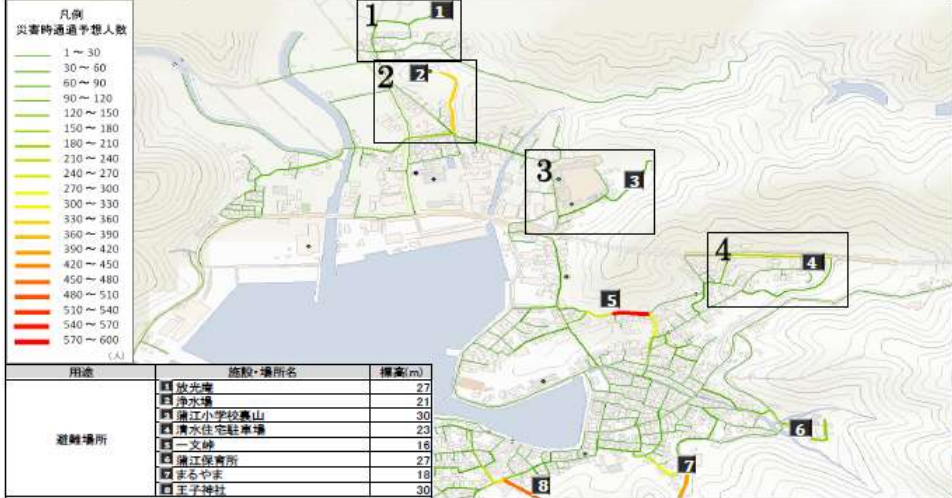 凡例
災害時通過予想人数
1～30
30～60
60～90
90～120
120～150
150～180
180～210
210～240
240～270
270～300
300～330
330～360
360～390
390～420
420～450
450～480
480～510
510～540
540～570
570～600
(人)
1
1
2
2
3
3
4
4
5
6
7
8
用途 施設・場所名 標高(m)
避難場所
1 放光庵 27
2 浄水場 21
3 蒲江小学校裏山 30
4 清水住宅駐車場 23
5 一文峠 16
6 蒲江保育所 27
7 まるやま 18
8 王子神社 30